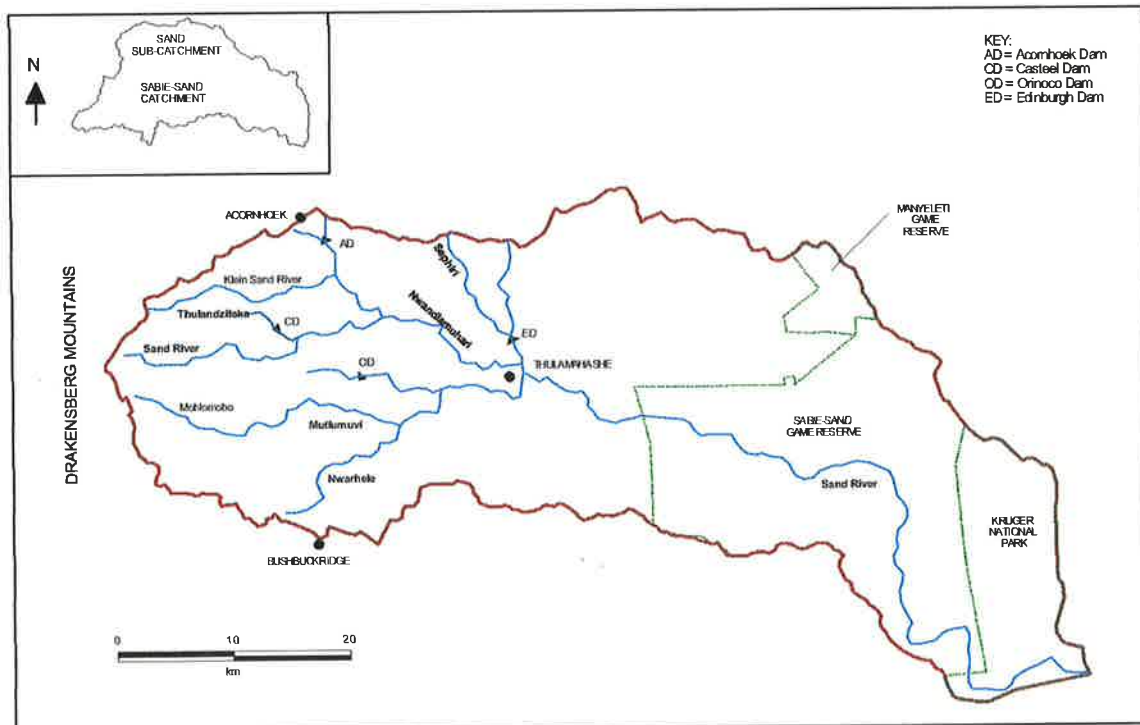 SAND
SUB-CATCHMENT
SABIE-SAND
CATCHMENT
N
KEY:
AD = Acornhoek Dam
CD = Casteel Dam
OD = Orinoco Dam
ED = Edinburgh Dam
MANYELETI
GAME
RESERVE
ACORNHOEK
AD
Sephiri
Klein Sand River
Nwandlamuhari
Thulandziteka
CD
ED
Sand River
OD
THULAMAHASHE
DRAKENSBERG MOUNTAINS
Mohlomobo
Mutlumuvi
SABIE-SAND
GAME RESERVE
Nwarhele
Sand River
KRUGER
NATIONAL
PARK
BUSHBUCKRIDGE
0 10 20
km